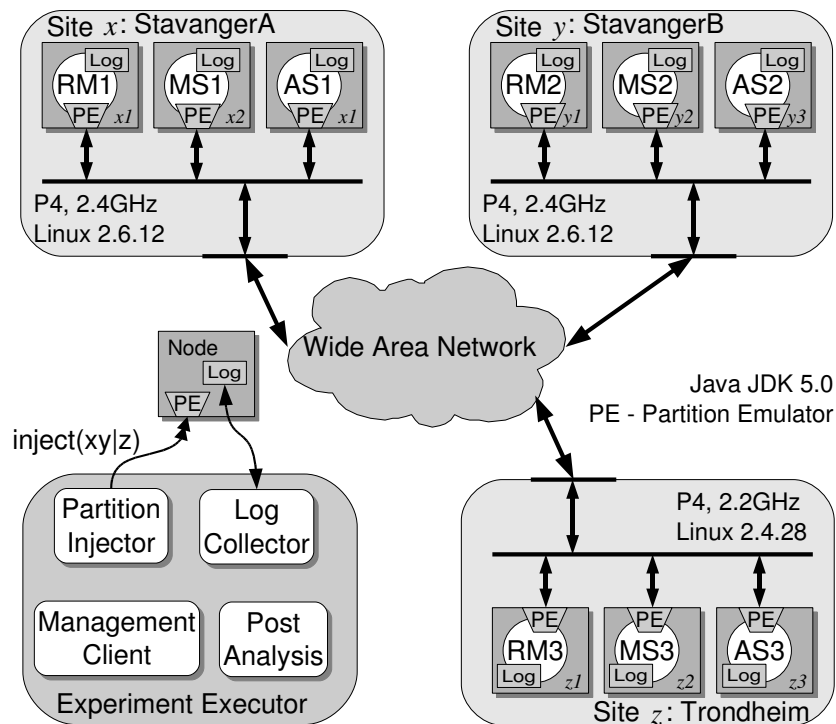 Site x: StavangerA
Log
RM1
PE
x1
Log
MS1
PE
x2
Log
AS1
PE
x1
P4, 2.4GHz
Linux 2.6.12
Site y: StavangerB
Log
RM2
PE
y1
Log
MS2
PE
y2
Log
AS2
PE
y3
P4, 2.4GHz
Linux 2.6.12
Wide Area Network
Node
Log
PE
inject(xy|z)
Java JDK 5.0
PE - Partition Emulator
Partition
Injector
Log
Collector
Management
Client
Post
Analysis
Experiment Executor
P4, 2.2GHz
Linux 2.4.28
PE
RM3
Log
z1
PE
MS3
Log
z2
PE
AS3
Log
z3
Site z: Trondheim